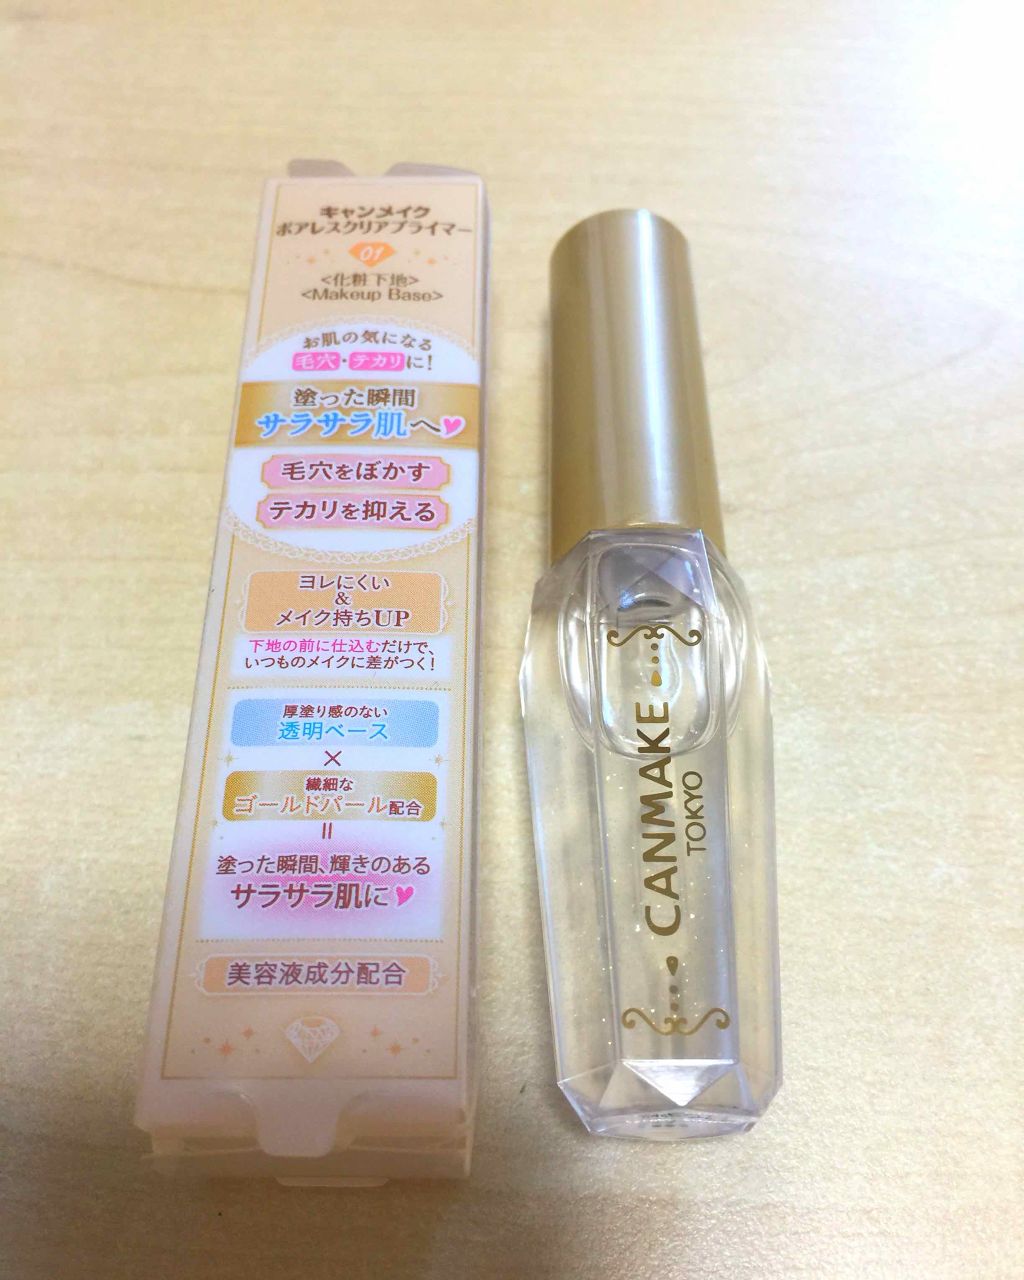 キャンメイク
ポアレスクリアプライマー
01
<化粧下地>
<Makeup Base>
お肌の気になる
毛穴・テカリに!
塗った瞬間
サラサラ肌へ♥
毛穴をぼかす
テカリを抑える
ヨレにくい
&
メイク持ちUP
下地の前に仕込むだけで、
いつものメイクに差がつく!
厚塗り感のない
透明ベース
×
繊細な
ゴールドパール配合
=
塗った瞬間、輝きのある
サラサラ肌に♥
美容液成分配合
CANMAKE
TOKYO